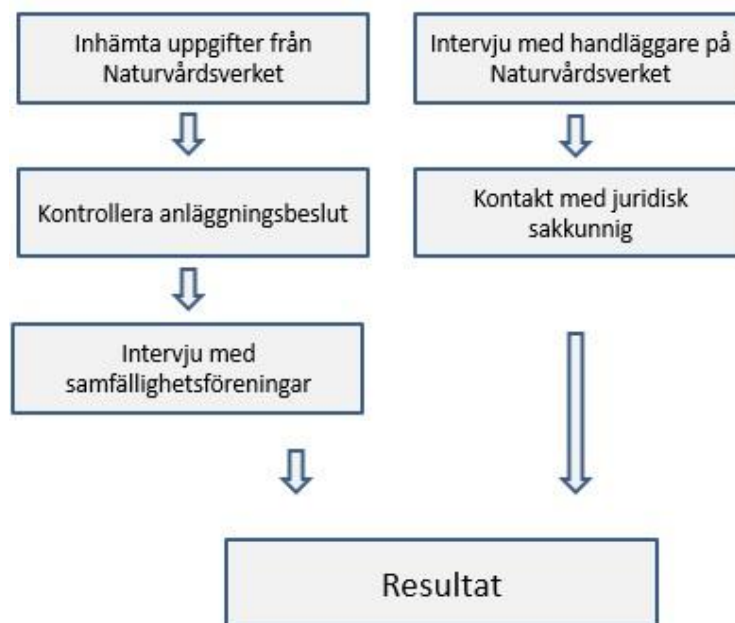 Inhämta uppgifter från
Naturvårdsverket
Intervju med handläggare på
Naturvårdsverket
Kontrollera anläggningsbeslut
Kontakt med juridisk
sakkunnig
Intervju med
samfällighetsföreningar
Resultat